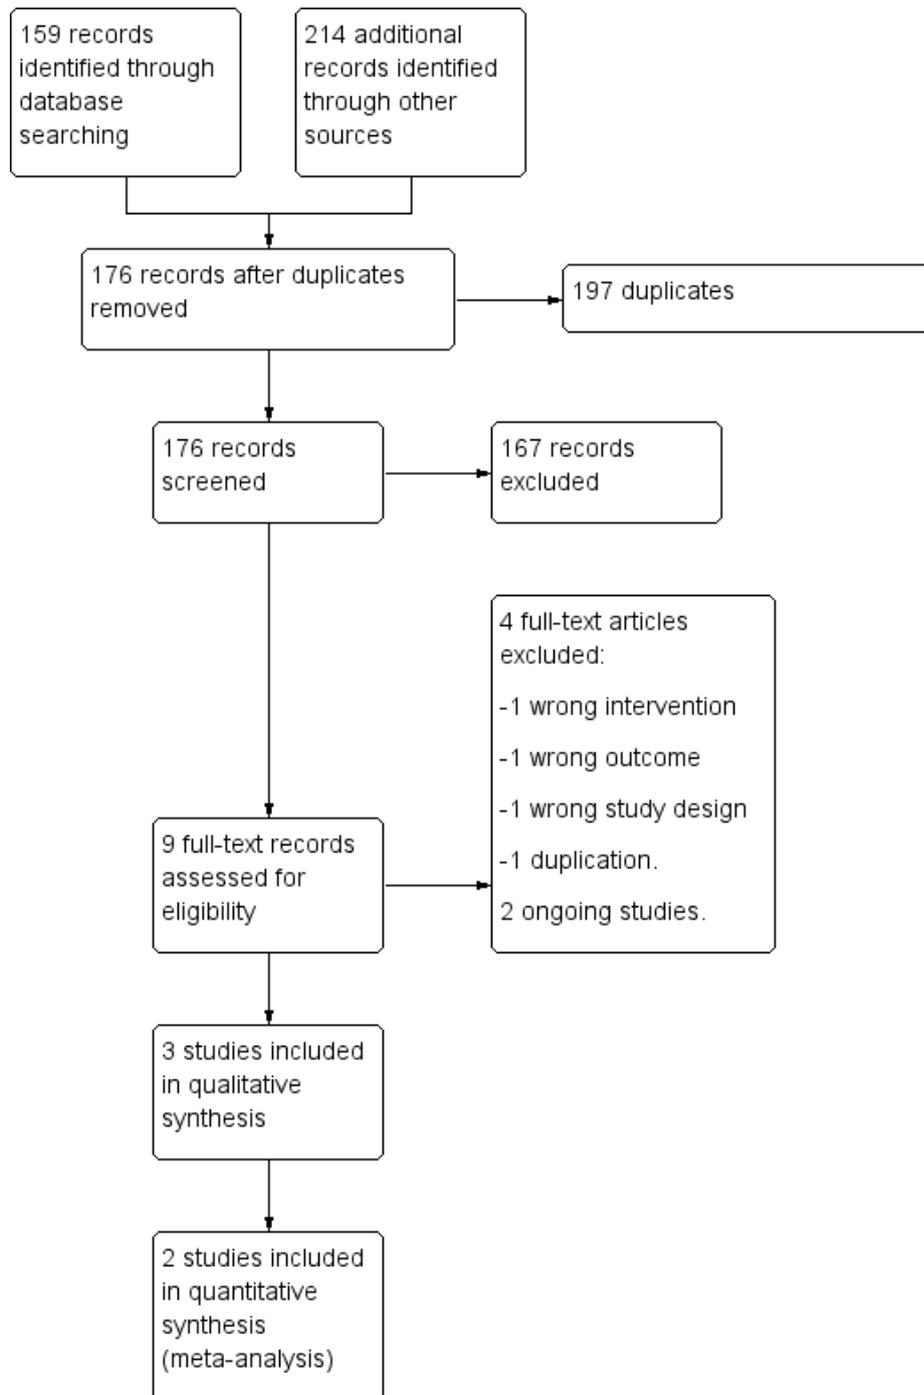 159 records
identified through
database
searching
214 additional
records identified
through other
sources
176 records after duplicates
removed
197 duplicates
176 records
screened
167 records
excluded
4 full-text articles
excluded:
-1 wrong intervention
-1 wrong outcome
-1 wrong study design
-1 duplication.
2 ongoing studies.
9 full-text records
assessed for
eligibility
3 studies included
in qualitative
synthesis
2 studies included
in quantitative
synthesis
(meta-analysis)